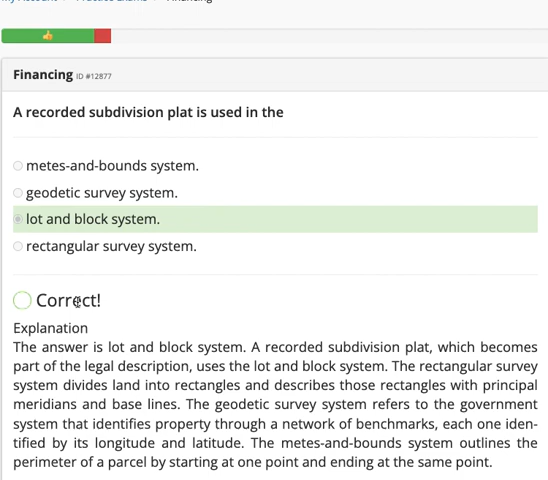 Financing ID #12877
A recorded subdivision plat is used in the
metes-and-bounds system.
geodetic survey system.
lot and block system.
rectangular survey system.
Correct!
Explanation
The answer is lot and block system. A recorded subdivision plat, which becomes
part of the legal description, uses the lot and block system. The rectangular survey
system divides land into rectangles and describes those rectangles with principal
meridians and base lines. The geodetic survey system refers to the government
system that identifies property through a network of benchmarks, each one iden-
tified by its longitude and latitude. The metes-and-bounds system outlines the
perimeter of a parcel by starting at one point and ending at the same point.